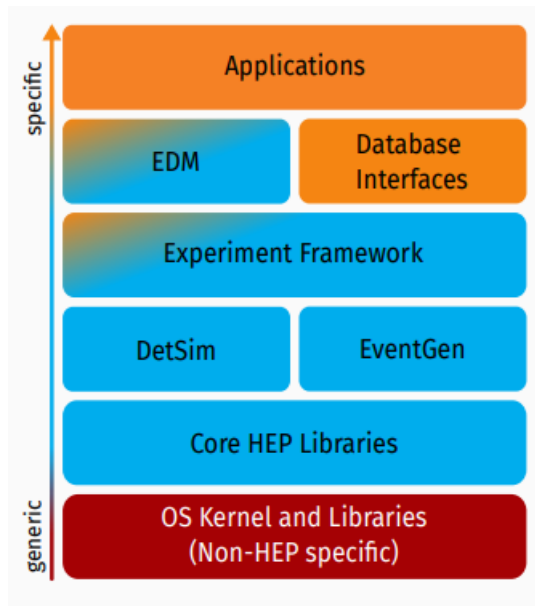 specific
Applications
EDM
Database
Interfaces
Experiment Framework
DetSim
EventGen
Core HEP Libraries
generic
OS Kernel and Libraries
(Non-HEP specific)